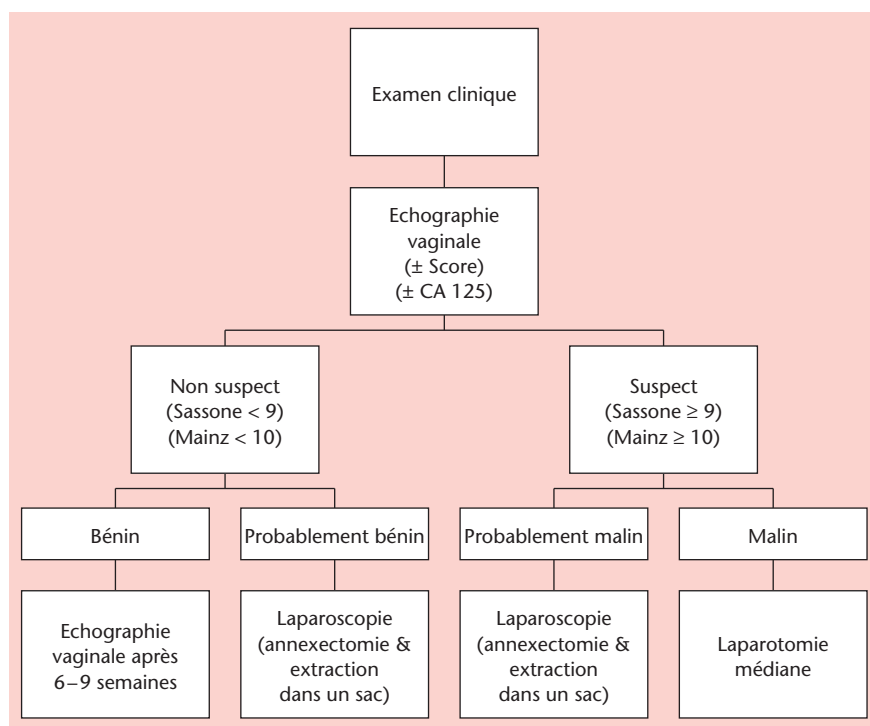 Examen clinique
Echographie
vaginale
(± Score)
(± CA 125)
Non suspect
(Sassone < 9)
(Mainz < 10)
Suspect
(Sassone ≥ 9)
(Mainz ≥ 10)
Bénin
Probablement bénin
Probablement malin
Malin
Echographie
vaginale après
6–9 semaines
Laparoscopie
(annexectomie &
extraction
dans un sac)
Laparoscopie
(annexectomie &
extraction
dans un sac)
Laparotomie
médiane